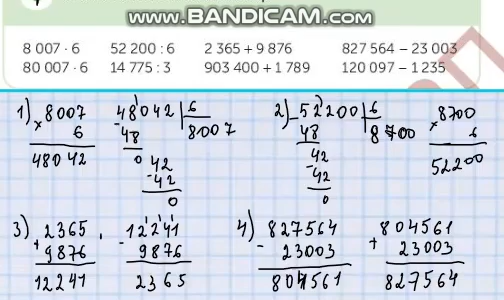 www.BANDICAM.com
8 007 · 6 52 200 : 6 2 365 + 9 876 827 564 − 23 003
80 007 · 6 14 775 : 3 903 400 + 1 789 120 097 − 1 235
1) × 8007 − 48042 | 6 2) − 52200 | 6 × 8700
6 48 8007 48 8700 6
48042 0 42 42 52200
− 42 − 42
0 0
3) + 2365 − 12241 4) − 827564 + 804561
9876 9876 23003 23003
12241 2365 804561 827564